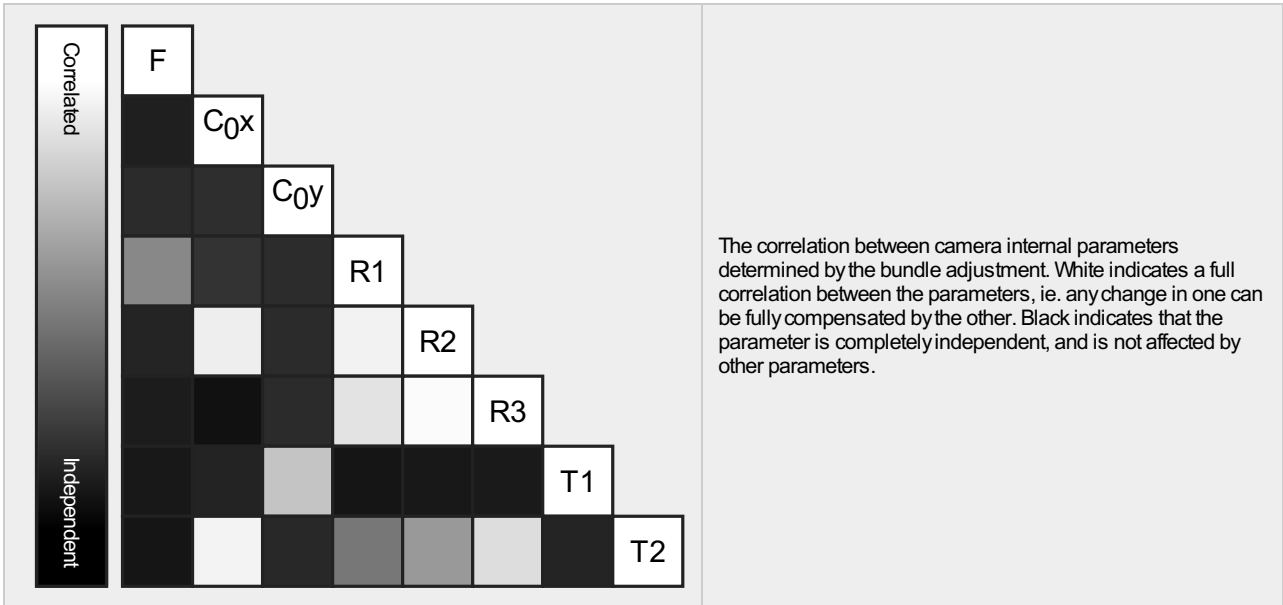 Correlated
Independent
F
C0x
C0y
R1
R2
R3
T1
T2
The correlation between camera internal parameters
determined by the bundle adjustment. White indicates a full
correlation between the parameters, ie. any change in one can
be fully compensated by the other. Black indicates that the
parameter is completely independent, and is not affected by
other parameters.